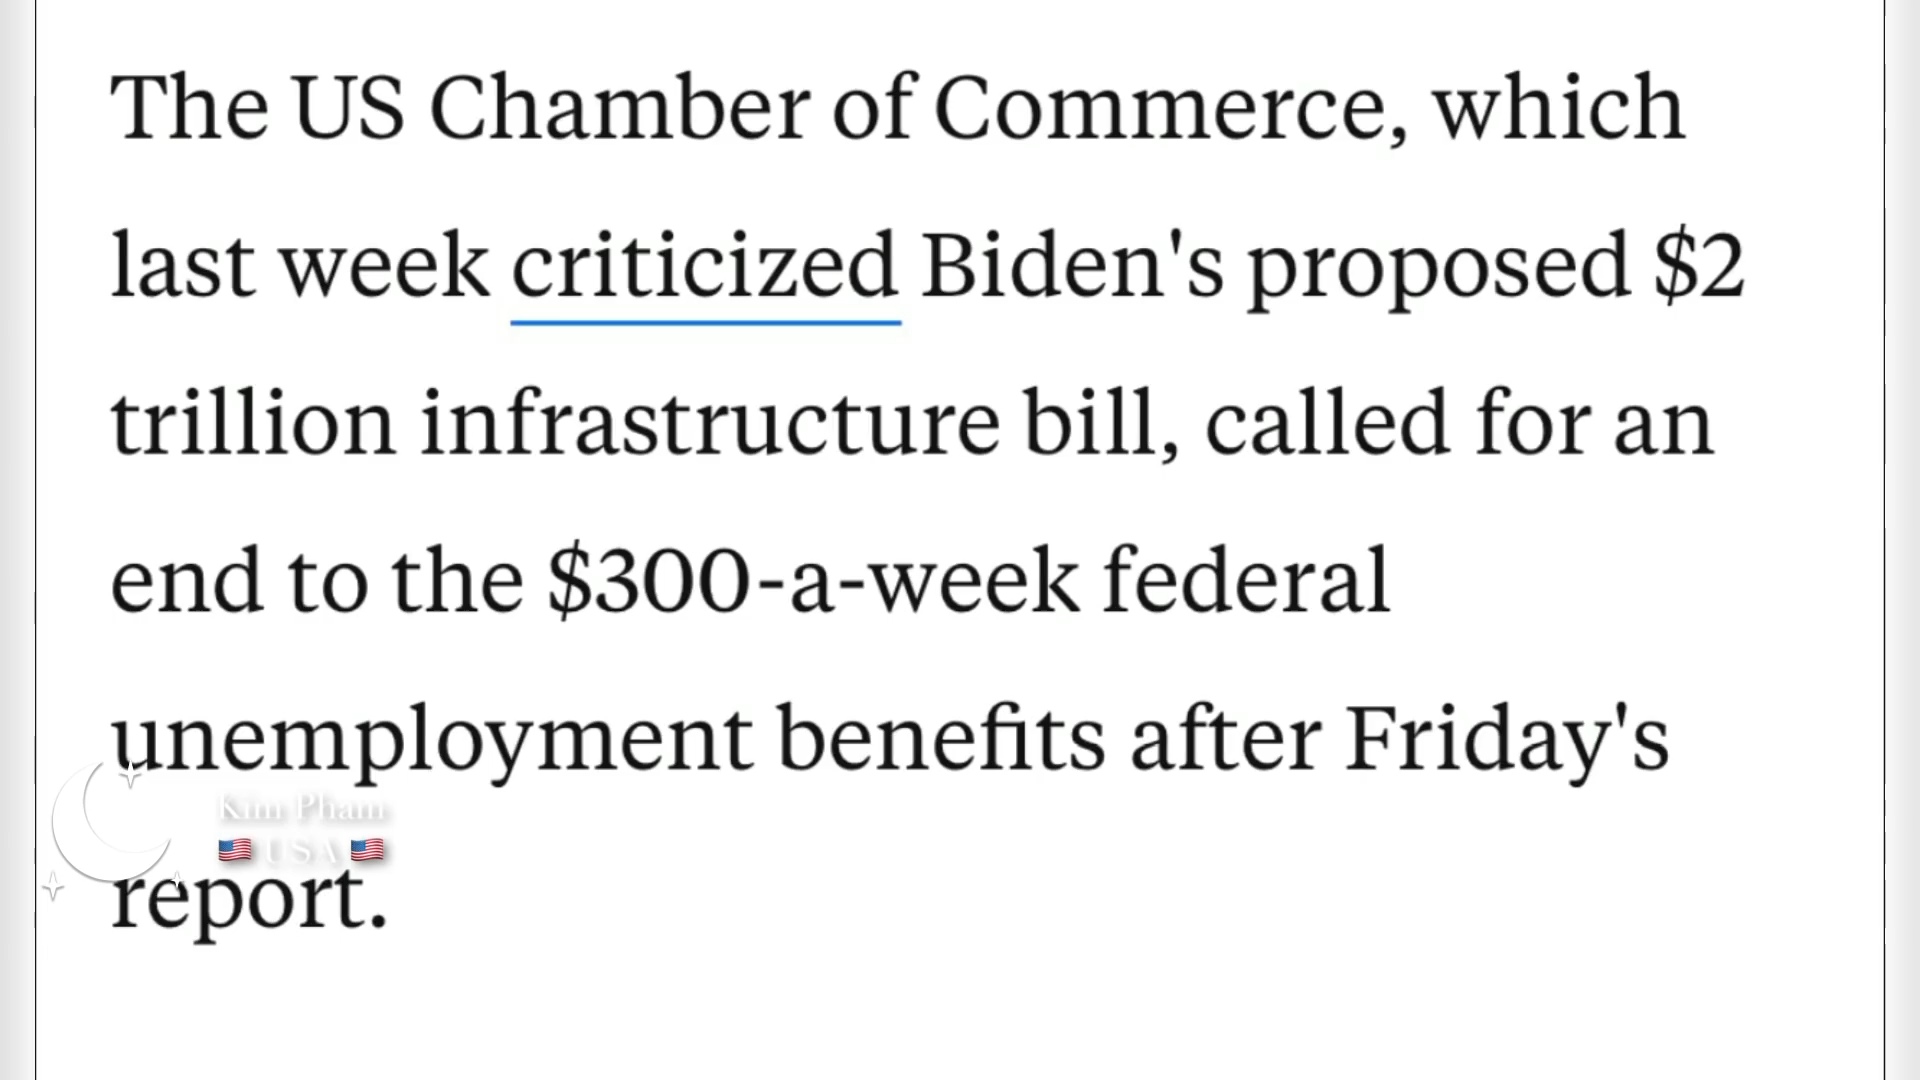 The US Chamber of Commerce, which
last week criticized Biden's proposed $2
trillion infrastructure bill, called for an
end to the $300-a-week federal
unemployment benefits after Friday's
Kim Pham
🇺🇸 USA 🇺🇸
report.